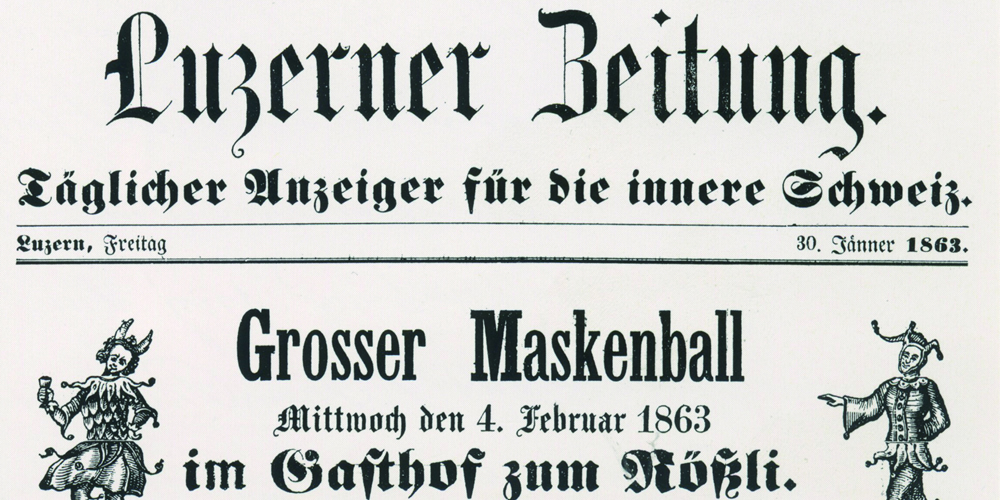 Luzerner Zeitung.
Täglicher Anzeiger für die innere Schweiz.
Luzern, Freitag 30. Jänner 1863.
Grosser Maskenball
Mittwoch den 4. Februar 1863
im Gasthof zum Rößli.